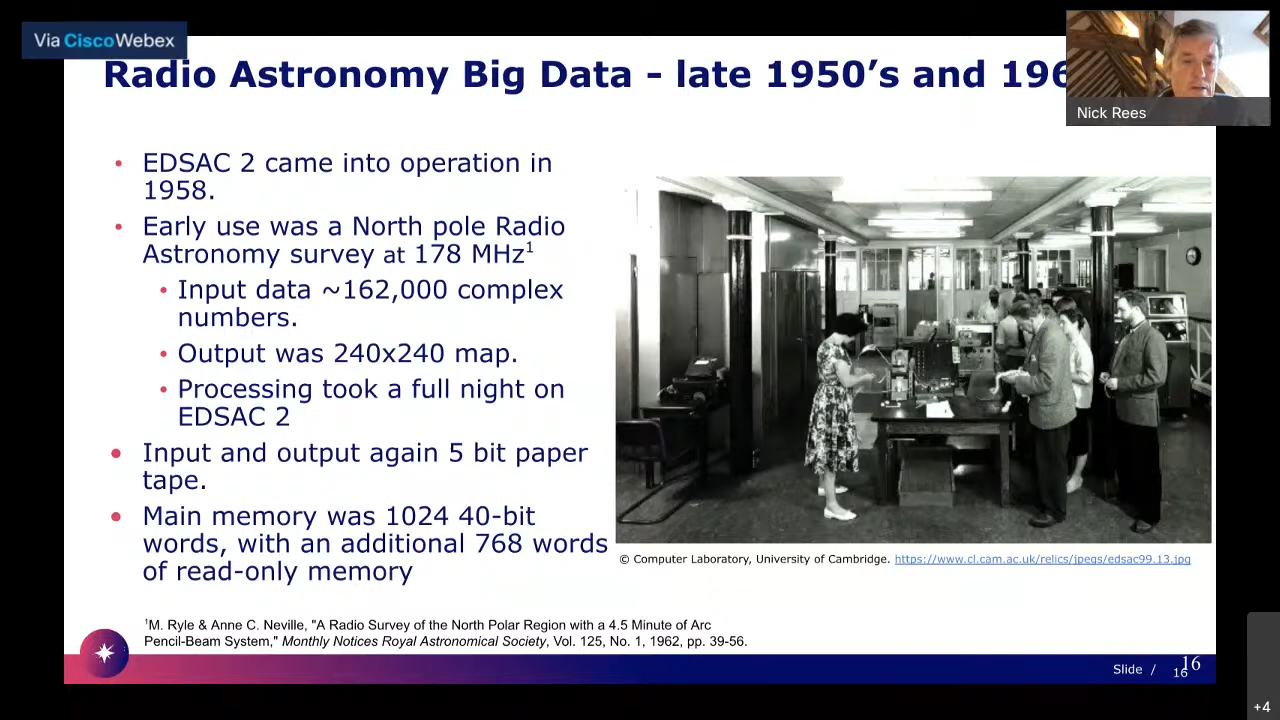 Via Cisco Webex
Radio Astronomy Big Data - late 1950's and 196
Nick Rees
• EDSAC 2 came into operation in
1958.
• Early use was a North pole Radio
Astronomy survey at 178 MHz¹
• Input data ~162,000 complex
numbers.
• Output was 240x240 map.
• Processing took a full night on
EDSAC 2
• Input and output again 5 bit paper
tape.
• Main memory was 1024 40-bit
words, with an additional 768 words
of read-only memory
© Computer Laboratory, University of Cambridge. https://www.cl.cam.ac.uk/relics/jpegs/edsac99.13.jpg
¹M. Ryle & Anne C. Neville, "A Radio Survey of the North Polar Region with a 4.5 Minute of Arc
Pencil-Beam System," Monthly Notices Royal Astronomical Society, Vol. 125, No. 1, 1962, pp. 39-56.
Slide / 16 16
+4